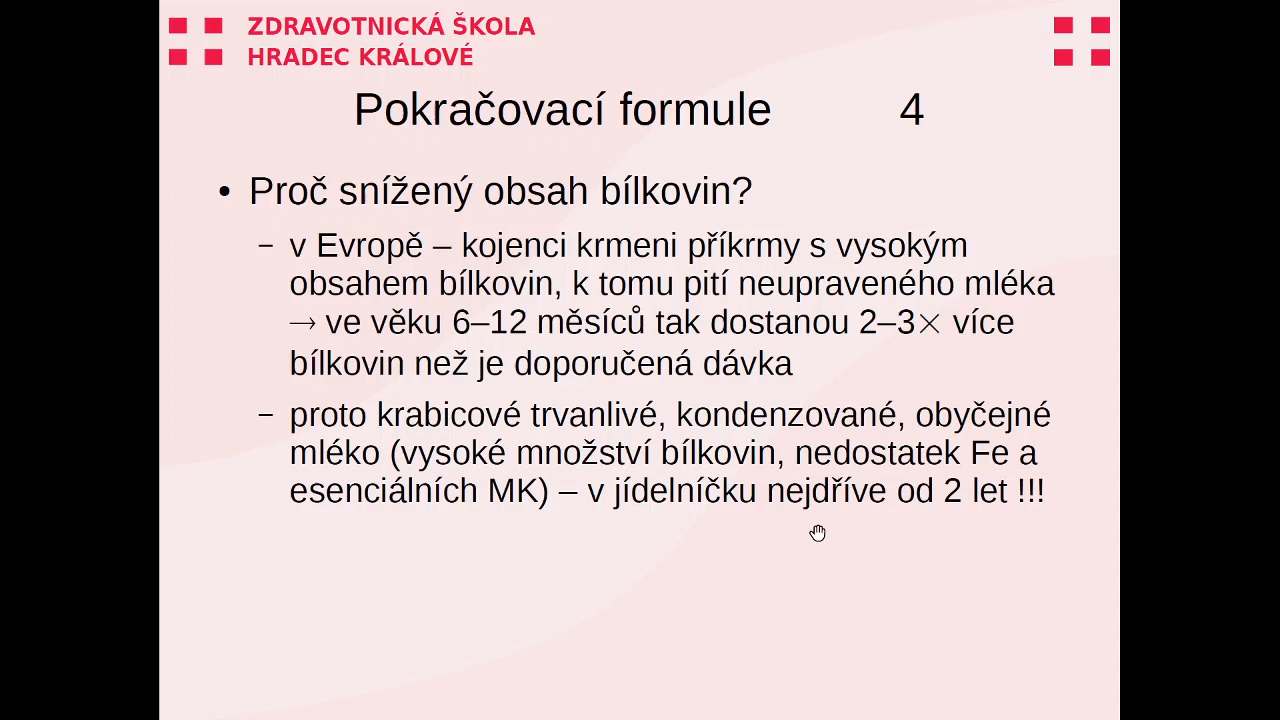 ZDRAVOTNICKÁ ŠKOLA
HRADEC KRÁLOVÉ
Pokračovací formule 4
• Proč snížený obsah bílkovin?
– v Evropě – kojenci krmeni příkrmy s vysokým
obsahem bílkovin, k tomu pití neupraveného mléka
→ ve věku 6–12 měsíců tak dostanou 2–3× více
bílkovin než je doporučená dávka
– proto krabicové trvanlivé, kondenzované, obyčejné
mléko (vysoké množství bílkovin, nedostatek Fe a
esenciálních MK) – v jídelníčku nejdříve od 2 let !!!